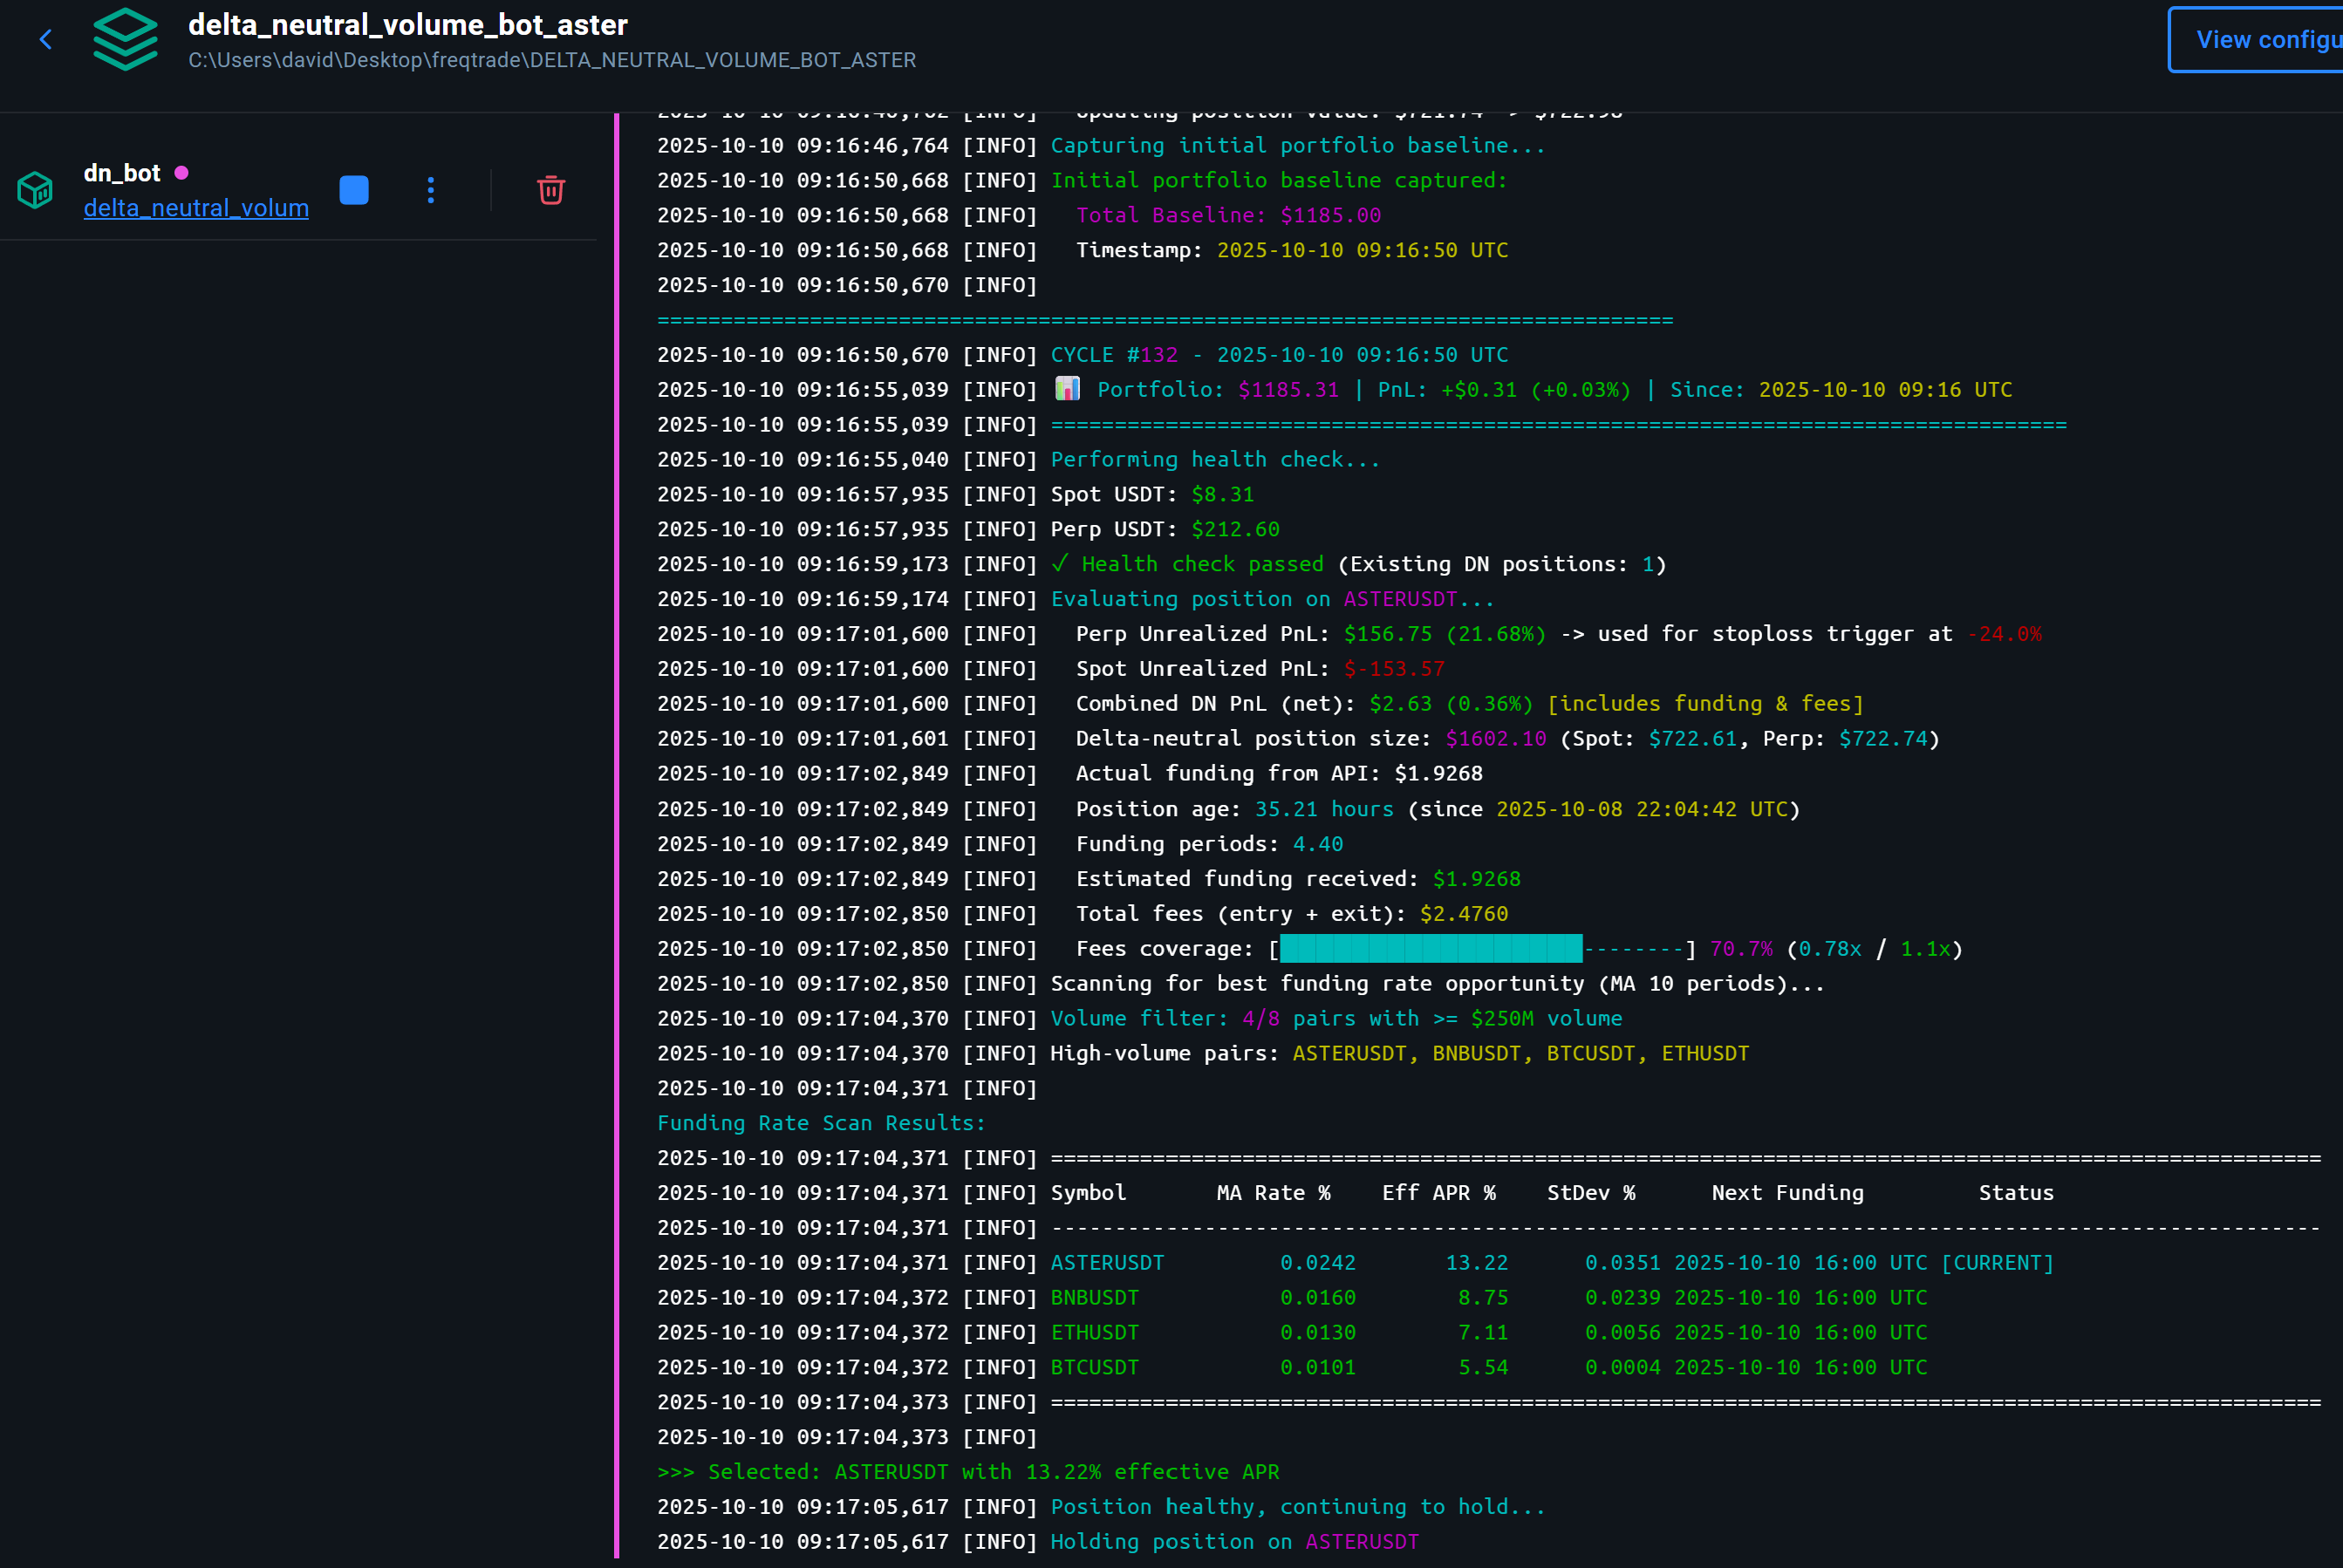 delta_neutral_volume_bot_aster
C:\Users\david\Desktop\freqtrade\DELTA_NEUTRAL_VOLUME_BOT_ASTER
View configu
dn_bot
delta_neutral_volum
2025-10-10 09:16:46,762 [INFO]   Updating position value: $721.74 -> $722.98
2025-10-10 09:16:46,764 [INFO] Capturing initial portfolio baseline...
2025-10-10 09:16:50,668 [INFO] Initial portfolio baseline captured:
2025-10-10 09:16:50,668 [INFO]   Total Baseline: $1185.00
2025-10-10 09:16:50,668 [INFO]   Timestamp: 2025-10-10 09:16:50 UTC
2025-10-10 09:16:50,670 [INFO]
================================================================================
2025-10-10 09:16:50,670 [INFO] CYCLE #132 - 2025-10-10 09:16:50 UTC
2025-10-10 09:16:55,039 [INFO] 📊 Portfolio: $1185.31 | PnL: +$0.31 (+0.03%) | Since: 2025-10-10 09:16 UTC
2025-10-10 09:16:55,039 [INFO] ================================================================================
2025-10-10 09:16:55,040 [INFO] Performing health check...
2025-10-10 09:16:57,935 [INFO] Spot USDT: $8.31
2025-10-10 09:16:57,935 [INFO] Perp USDT: $212.60
2025-10-10 09:16:59,173 [INFO] ✓ Health check passed (Existing DN positions: 1)
2025-10-10 09:16:59,174 [INFO] Evaluating position on ASTERUSDT...
2025-10-10 09:17:01,600 [INFO]   Perp Unrealized PnL: $156.75 (21.68%) -> used for stoploss trigger at -24.0%
2025-10-10 09:17:01,600 [INFO]   Spot Unrealized PnL: $-153.57
2025-10-10 09:17:01,600 [INFO]   Combined DN PnL (net): $2.63 (0.36%) [includes funding & fees]
2025-10-10 09:17:01,601 [INFO]   Delta-neutral position size: $1602.10 (Spot: $722.61, Perp: $722.74)
2025-10-10 09:17:02,849 [INFO]   Actual funding from API: $1.9268
2025-10-10 09:17:02,849 [INFO]   Position age: 35.21 hours (since 2025-10-08 22:04:42 UTC)
2025-10-10 09:17:02,849 [INFO]   Funding periods: 4.40
2025-10-10 09:17:02,849 [INFO]   Estimated funding received: $1.9268
2025-10-10 09:17:02,850 [INFO]   Total fees (entry + exit): $2.4760
2025-10-10 09:17:02,850 [INFO]   Fees coverage: [████████████████████████--------] 70.7% (0.78x / 1.1x)
2025-10-10 09:17:02,850 [INFO] Scanning for best funding rate opportunity (MA 10 periods)...
2025-10-10 09:17:04,370 [INFO] Volume filter: 4/8 pairs with >= $250M volume
2025-10-10 09:17:04,370 [INFO] High-volume pairs: ASTERUSDT, BNBUSDT, BTCUSDT, ETHUSDT
2025-10-10 09:17:04,371 [INFO]
Funding Rate Scan Results:
2025-10-10 09:17:04,371 [INFO] ====================================================================================================
2025-10-10 09:17:04,371 [INFO] Symbol       MA Rate %    Eff APR %    StDev %      Next Funding         Status
2025-10-10 09:17:04,371 [INFO] ----------------------------------------------------------------------------------------------------
2025-10-10 09:17:04,371 [INFO] ASTERUSDT         0.0242       13.22      0.0351 2025-10-10 16:00 UTC [CURRENT]
2025-10-10 09:17:04,372 [INFO] BNBUSDT           0.0160        8.75      0.0239 2025-10-10 16:00 UTC
2025-10-10 09:17:04,372 [INFO] ETHUSDT           0.0130        7.11      0.0056 2025-10-10 16:00 UTC
2025-10-10 09:17:04,372 [INFO] BTCUSDT           0.0101        5.54      0.0004 2025-10-10 16:00 UTC
2025-10-10 09:17:04,373 [INFO] ====================================================================================================
2025-10-10 09:17:04,373 [INFO]
>>> Selected: ASTERUSDT with 13.22% effective APR
2025-10-10 09:17:05,617 [INFO] Position healthy, continuing to hold...
2025-10-10 09:17:05,617 [INFO] Holding position on ASTERUSDT